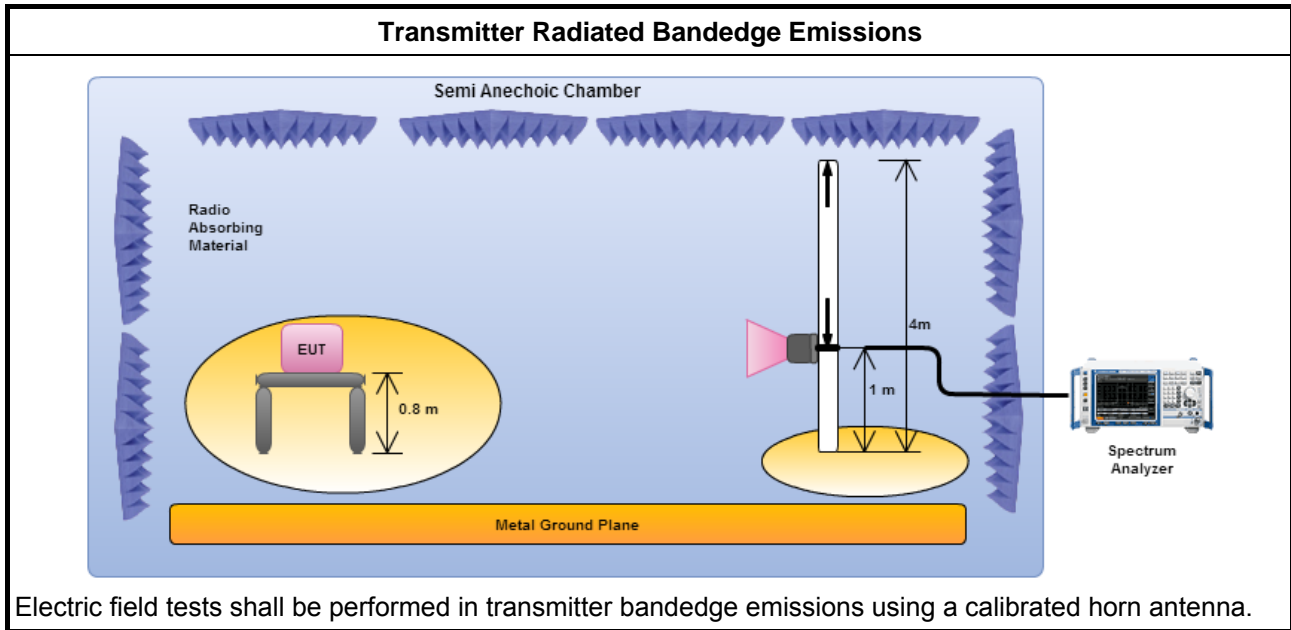 Transmitter Radiated Bandedge Emissions
Semi Anechoic Chamber
Radio
Absorbing
Material
EUT
0.8 m
4m
1 m
Spectrum
Analyzer
Metal Ground Plane
Electric field tests shall be performed in transmitter bandedge emissions using a calibrated horn antenna.